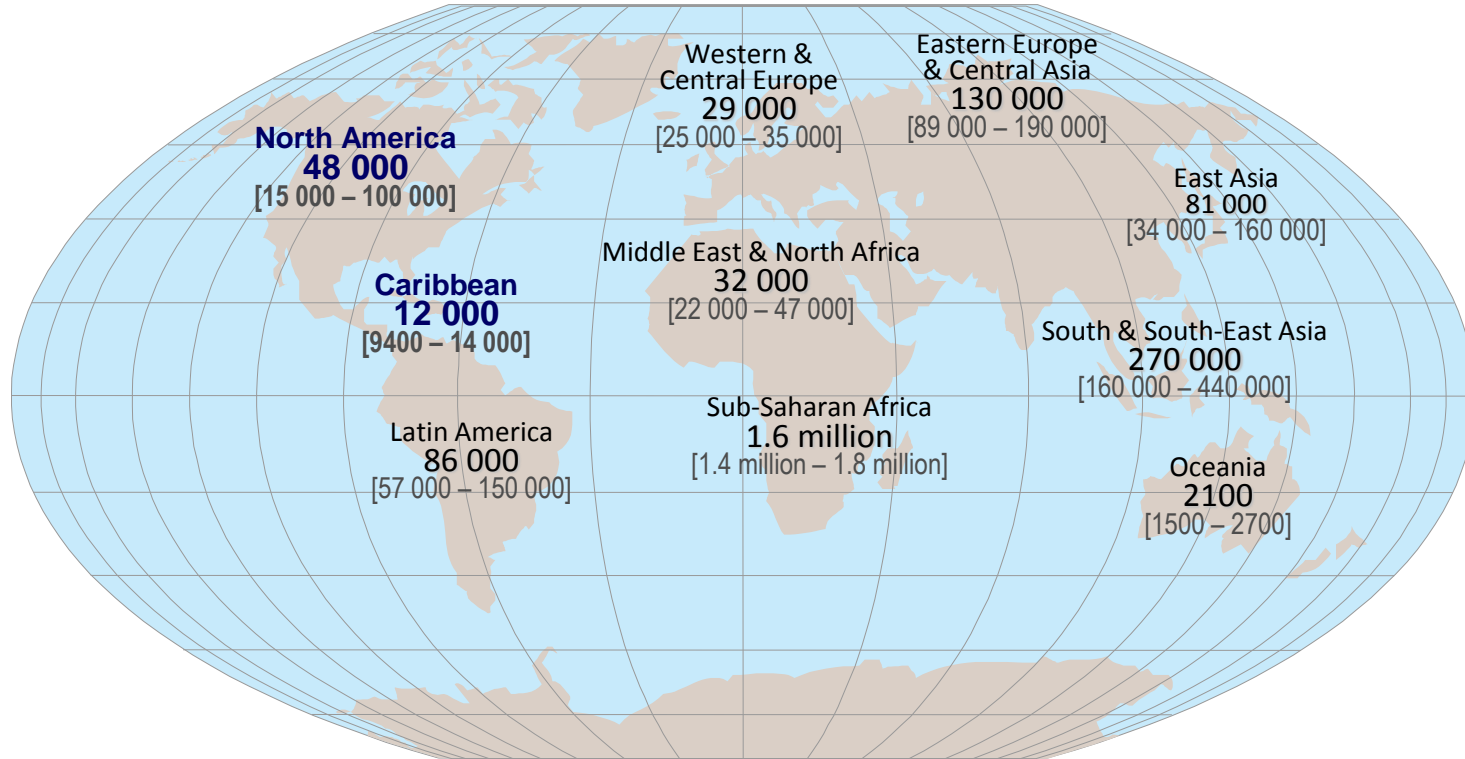 Western &
Central Europe
29 000
[25 000 – 35 000]
Eastern Europe
& Central Asia
130 000
[89 000 – 190 000]
North America
48 000
[15 000 – 100 000]
East Asia
81 000
[34 000 – 160 000]
Middle East & North Africa
32 000
[22 000 – 47 000]
Caribbean
12 000
[9400 – 14 000]
South & South-East Asia
270 000
[160 000 – 440 000]
Sub-Saharan Africa
1.6 million
[1.4 million – 1.8 million]
Latin America
86 000
[57 000 – 150 000]
Oceania
2100
[1500 – 2700]